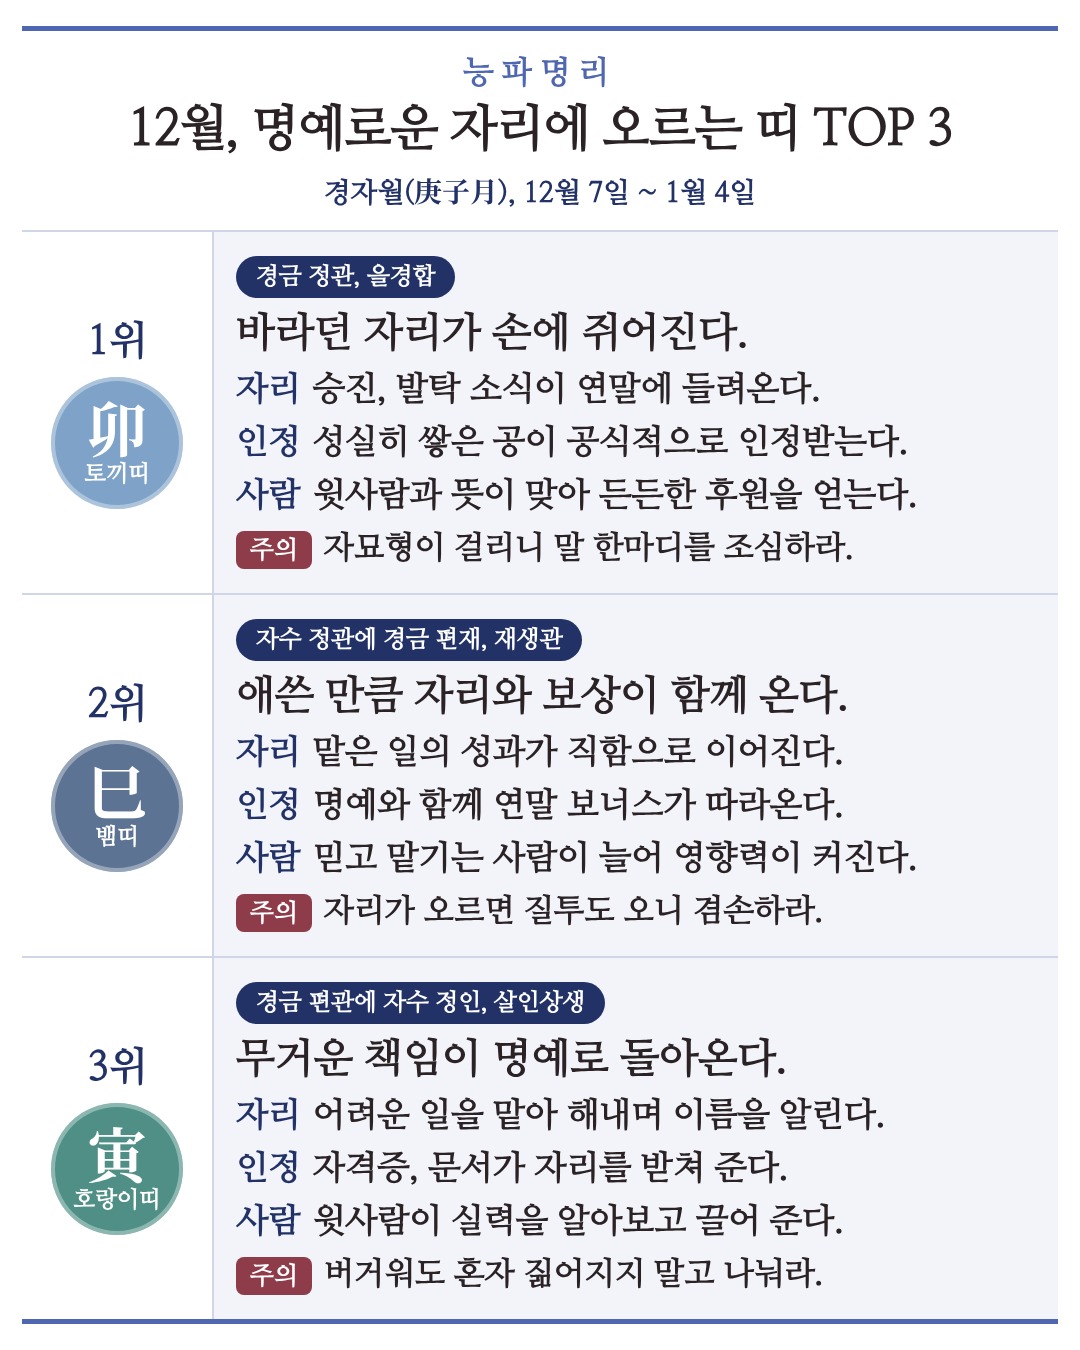 능파명리
12월, 명예로운 자리에 오르는 띠 TOP 3
경자월(庚子月), 12월 7일 ~ 1월 4일
1위
卯
토끼띠
경금 정관, 을경합
바라던 자리가 손에 쥐어진다.
자리 승진, 발탁 소식이 연말에 들려온다.
인정 성실히 쌓은 공이 공식적으로 인정받는다.
사람 윗사람과 뜻이 맞아 든든한 후원을 얻는다.
주의 자묘형이 걸리니 말 한마디를 조심하라.
2위
巳
뱀띠
자수 정관에 경금 편재, 재생관
애쓴 만큼 자리와 보상이 함께 온다.
자리 맡은 일의 성과가 직함으로 이어진다.
인정 명예와 함께 연말 보너스가 따라온다.
사람 믿고 맡기는 사람이 늘어 영향력이 커진다.
주의 자리가 오르면 질투도 오니 겸손하라.
3위
寅
호랑이띠
경금 편관에 자수 정인, 살인상생
무거운 책임이 명예로 돌아온다.
자리 어려운 일을 맡아 해내며 이름을 알린다.
인정 자격증, 문서가 자리를 받쳐 준다.
사람 윗사람이 실력을 알아보고 끌어 준다.
주의 버거워도 혼자 짊어지지 말고 나눠라.